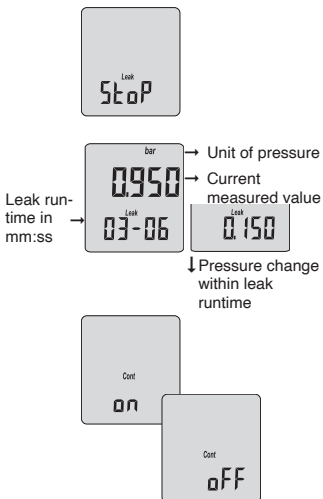 Leak
StoP
bar
Unit of pressure
0.950
Current
measured value
Leak run-
time in
mm:ss
Leak
03-06
Leak
0.150
Pressure change
within leak
runtime
Cont
on
Cont
oFF